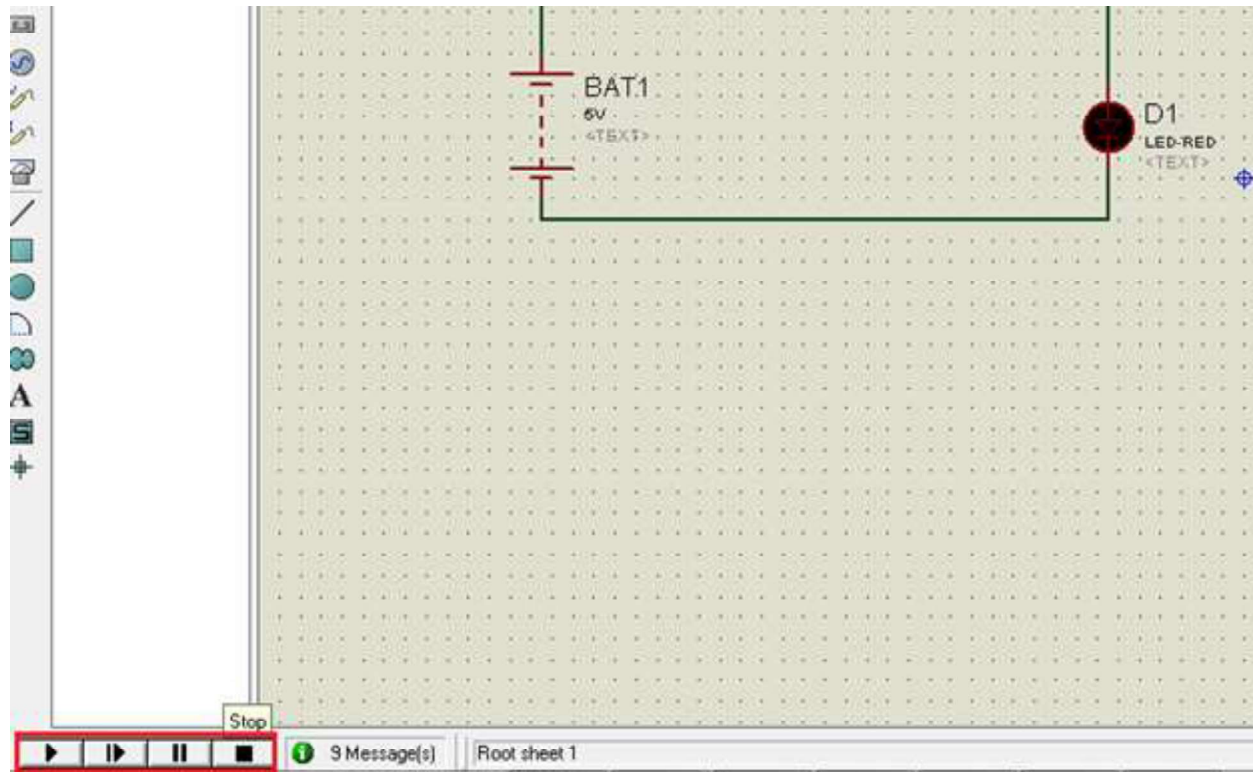 BAT1
6V
<TEXT>
D1
LED-RED
<TEXT>
A
S
Stop
9 Message(s)
Root sheet 1